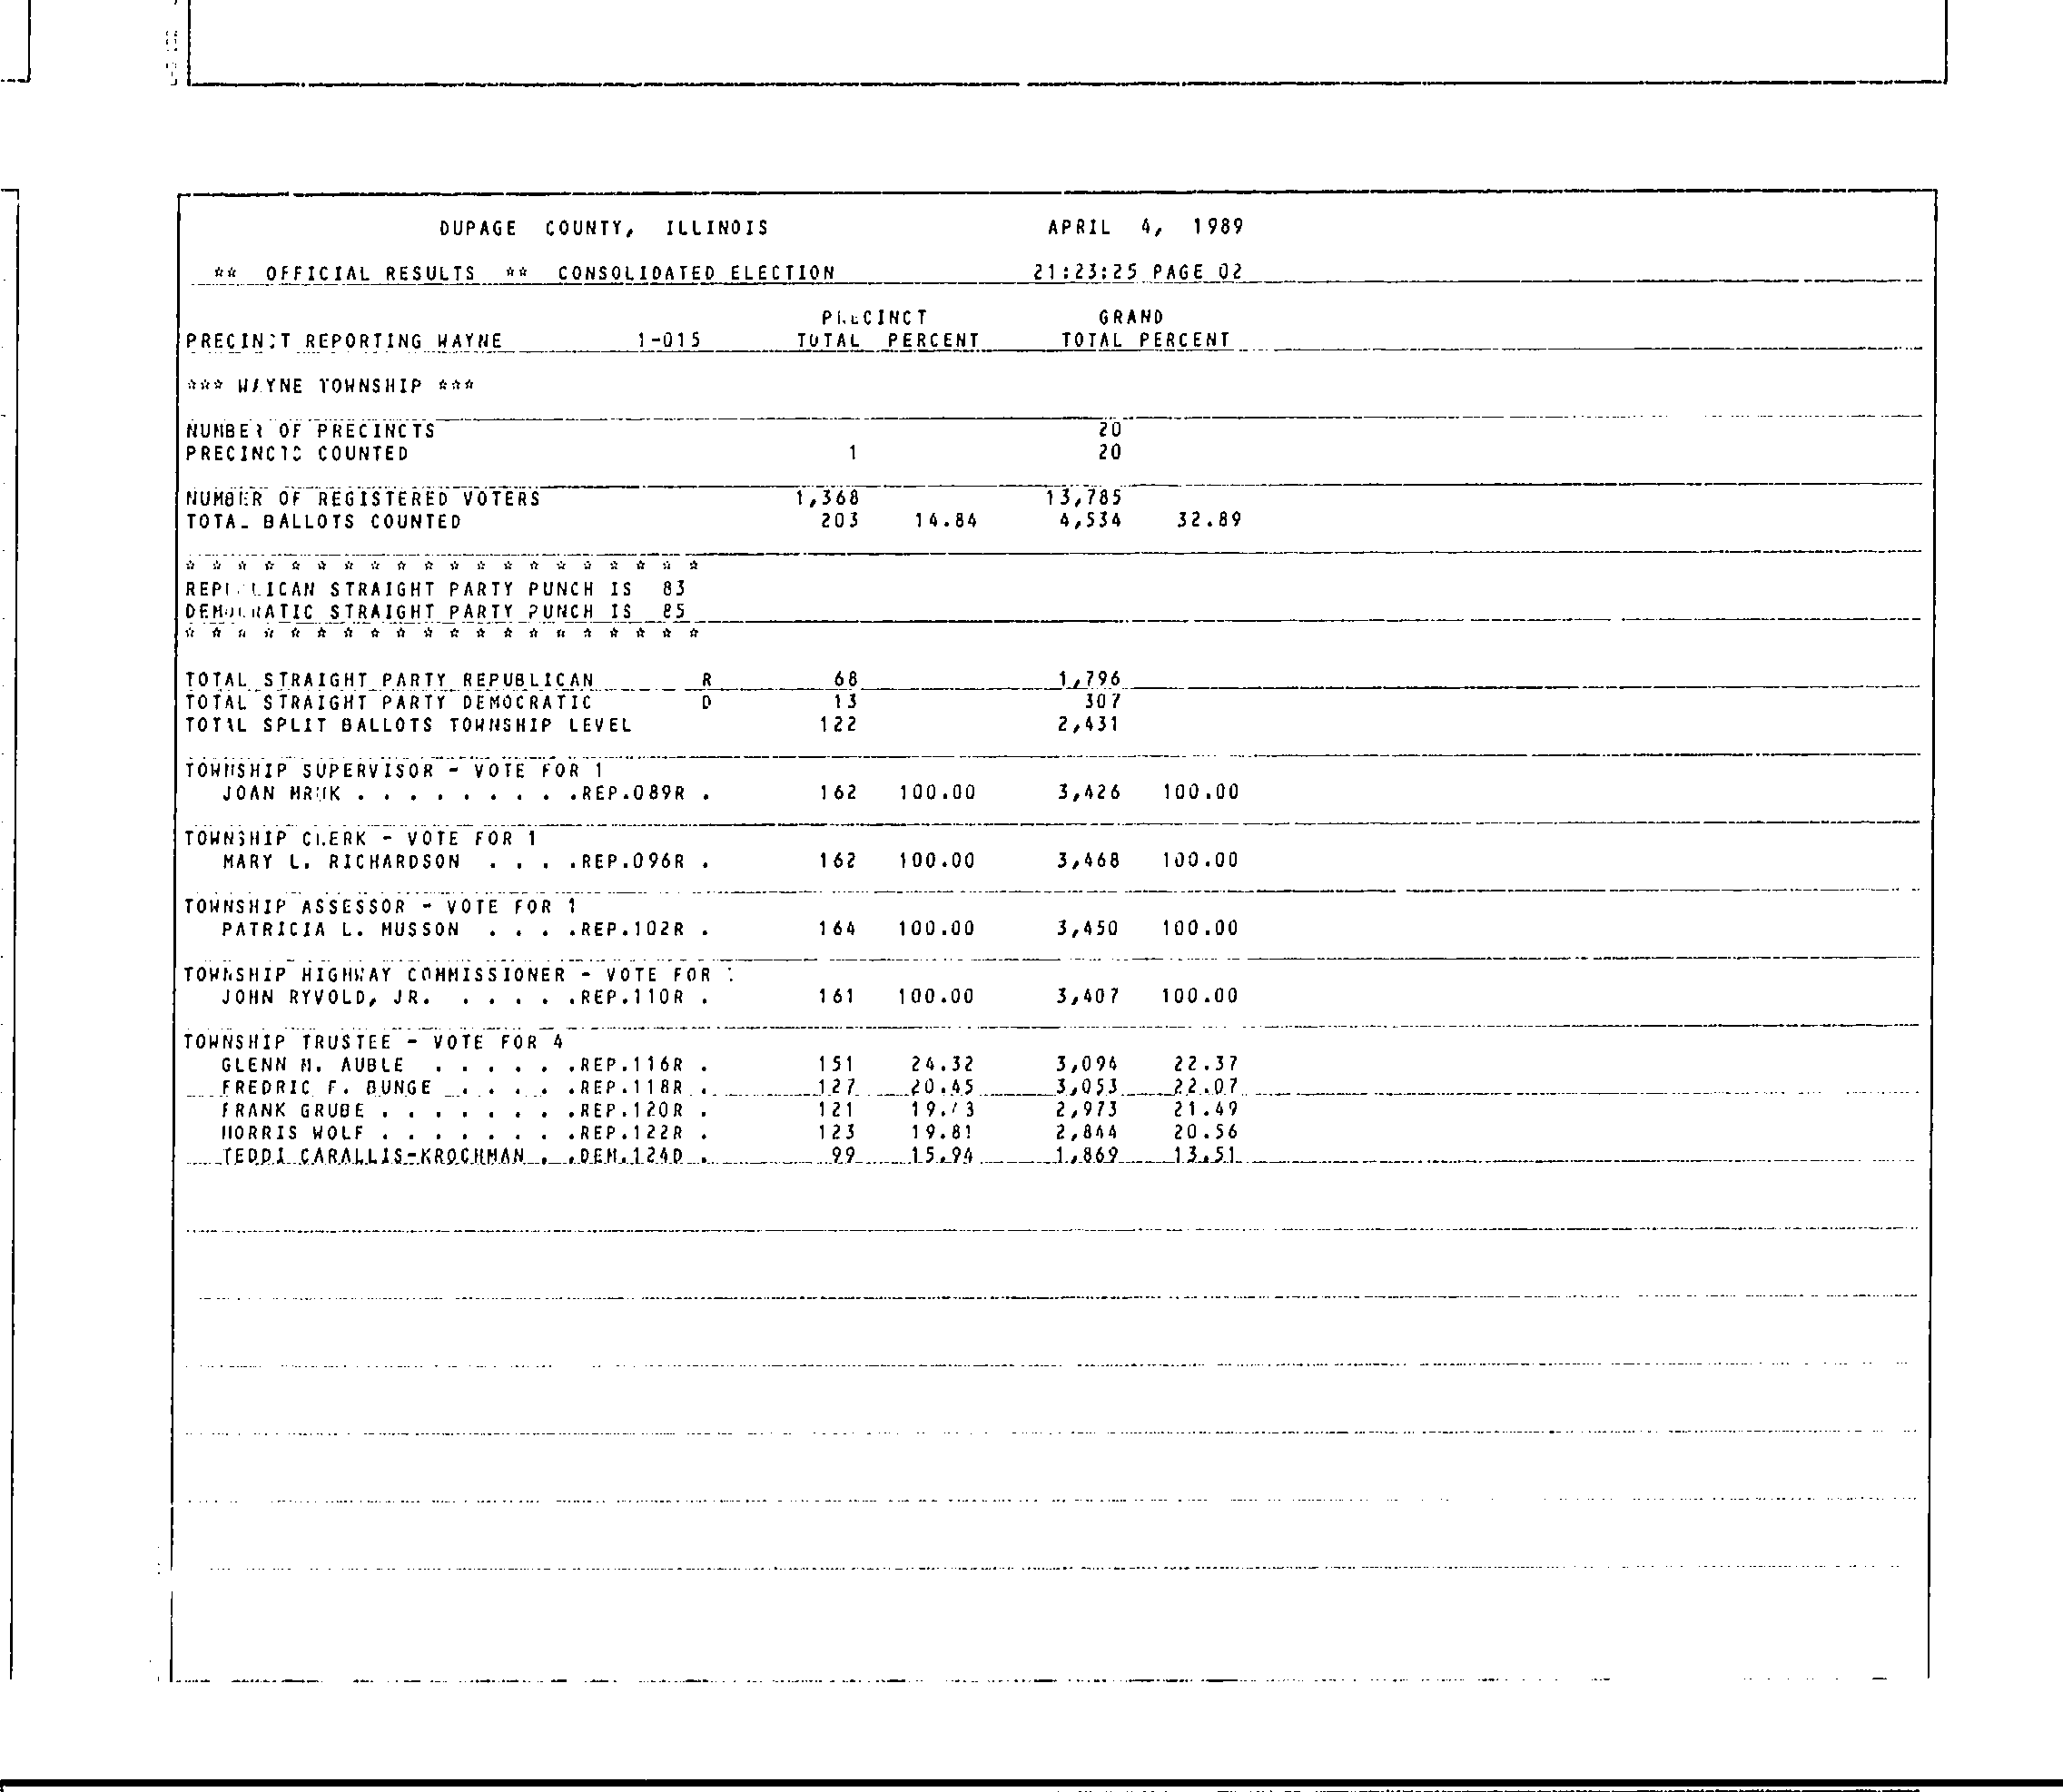 DUPAGE COUNTY, ILLINOIS APRIL 4, 1989
** OFFICIAL RESULTS ** CONSOLIDATED ELECTION 21:23:25 PAGE 02
PRECINCT GRAND
PRECINCT REPORTING WAYNE 1-015 TOTAL PERCENT TOTAL PERCENT
*** WAYNE TOWNSHIP ***
NUMBER OF PRECINCTS 20
PRECINCTS COUNTED 1 20
NUMBER OF REGISTERED VOTERS 1,368 13,785
TOTAL BALLOTS COUNTED 203 14.84 4,534 32.89
* * * * * * * * * * * * * * * * * * * *
REPUBLICAN STRAIGHT PARTY PUNCH IS 83
DEMOCRATIC STRAIGHT PARTY PUNCH IS 85
* * * * * * * * * * * * * * * * * * * *
TOTAL STRAIGHT PARTY REPUBLICAN R 68 1,796
TOTAL STRAIGHT PARTY DEMOCRATIC D 13 307
TOTAL SPLIT BALLOTS TOWNSHIP LEVEL 122 2,431
TOWNSHIP SUPERVISOR - VOTE FOR 1
JOAN . . . . . . . . .REP.089R . 162 100.00 3,426 100.00
TOWNSHIP CLERK - VOTE FOR 1
MARY L. RICHARDSON . . . .REP.096R . 162 100.00 3,468 100.00
TOWNSHIP ASSESSOR - VOTE FOR 1
PATRICIA L. MUSSON . . . .REP.102R . 164 100.00 3,450 100.00
TOWNSHIP HIGHWAY COMMISSIONER - VOTE FOR
JOHN RYVOLD, JR. . . . . .REP.110R . 161 100.00 3,407 100.00
TOWNSHIP TRUSTEE - VOTE FOR 4
GLENN M. AUBLE . . . . . .REP.116R . 151 24.32 3,094 22.37
FREDRIC F. BUNGE . . . . .REP.118R . 127 20.45 3,053 22.07
FRANK GRUBE . . . . . . . .REP.120R . 121 2,973 21.49
MORRIS WOLF . . . . . . . .REP.122R . 123 19.81 2,844 20.56
TEDDI CARALLIS-KROCHMAN . .DEM.124D . 99 15.94 1,869 13.51